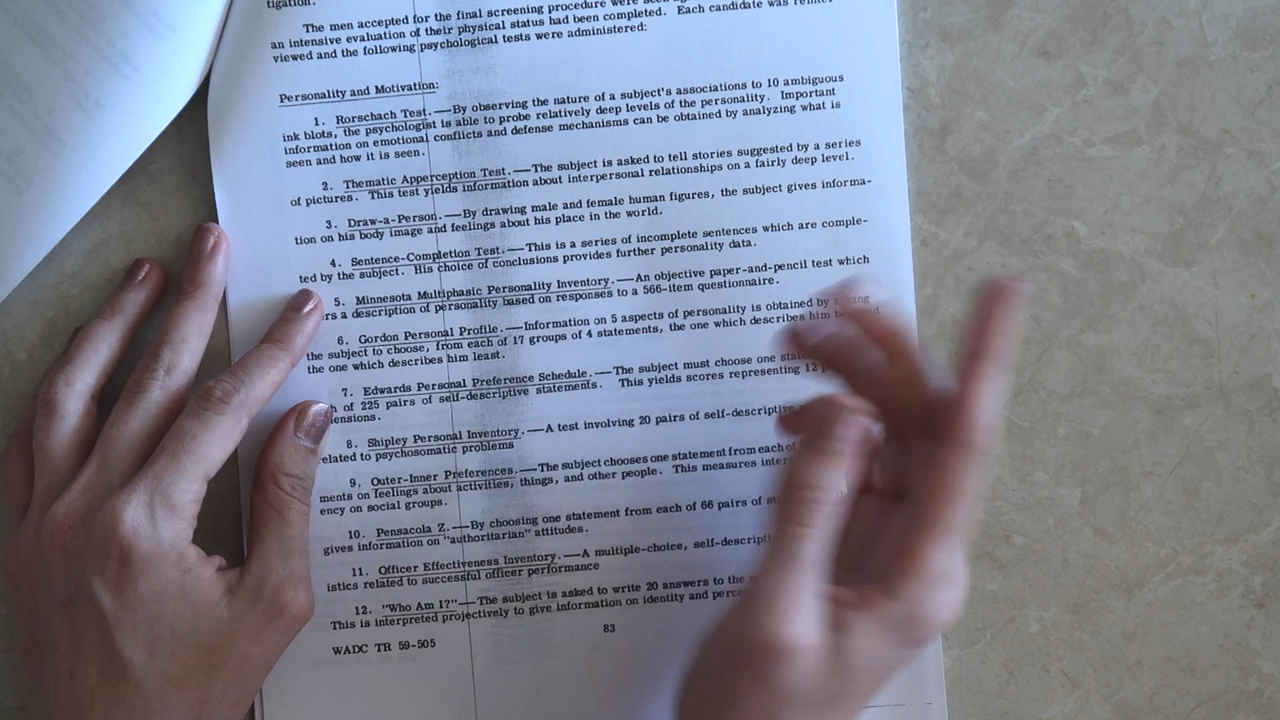 tigation.
The men accepted for the final screening procedure were
an intensive evaluation of their physical status had been completed. Each candidate was
viewed and the following psychological tests were administered:
Personality and Motivation:
1. Rorschach Test.—By observing the nature of a subject's associations to 10 ambiguous
ink blots, the psychologist is able to probe relatively deep levels of the personality. Important
information on emotional conflicts and defense mechanisms can be obtained by analyzing what is
seen and how it is seen.
2. Thematic Apperception Test.—The subject is asked to tell stories suggested by a series
of pictures. This test yields information about interpersonal relationships on a fairly deep level.
3. Draw-a-Person.—By drawing male and female human figures, the subject gives informa-
tion on his body image and feelings about his place in the world.
4. Sentence-Completion Test.—This is a series of incomplete sentences which are comple-
ted by the subject. His choice of conclusions provides further personality data.
5. Minnesota Multiphasic Personality Inventory.—An objective paper-and-pencil test which
rs a description of personality based on responses to a 566-item questionnaire.
6. Gordon Personal Profile.—Information on 5 aspects of personality is obtained by
the subject to choose, from each of 17 groups of 4 statements, the one which describes him
the one which describes him least.
7. Edwards Personal Preference Schedule.—The subject must choose one
h of 225 pairs of self-descriptive statements. This yields scores representing 12
ensions.
8. Shipley Personal Inventory.—A test involving 20 pairs of self-descriptive
related to psychosomatic problems
9. Outer-Inner Preferences.—The subject chooses one statement from each of
ments on feelings about activities, things, and other people. This measures
ency on social groups.
10. Pensacola Z.—By choosing one statement from each of 66 pairs of
gives information on "authoritarian" attitudes.
11. Officer Effectiveness Inventory.—A multiple-choice,
istics related to successful officer performance
12. "Who Am I?"—The subject is asked to write 20 answers to the
This is interpreted projectively to give information on identity and
83
WADC TR 59-505